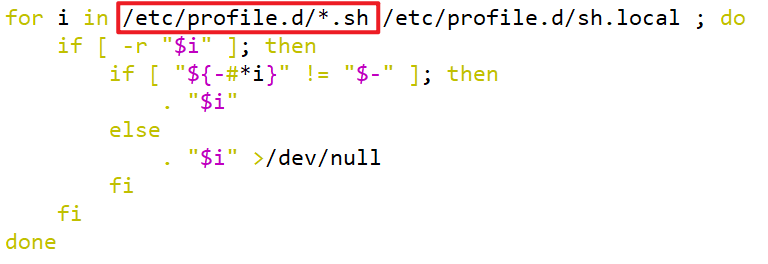 for i in /etc/profile.d/*.sh /etc/profile.d/sh.local ; do
    if [ -r "$i" ]; then
        if [ "${-#*i}" != "$-" ]; then
            . "$i"
        else
            . "$i" >/dev/null
        fi
    fi
done